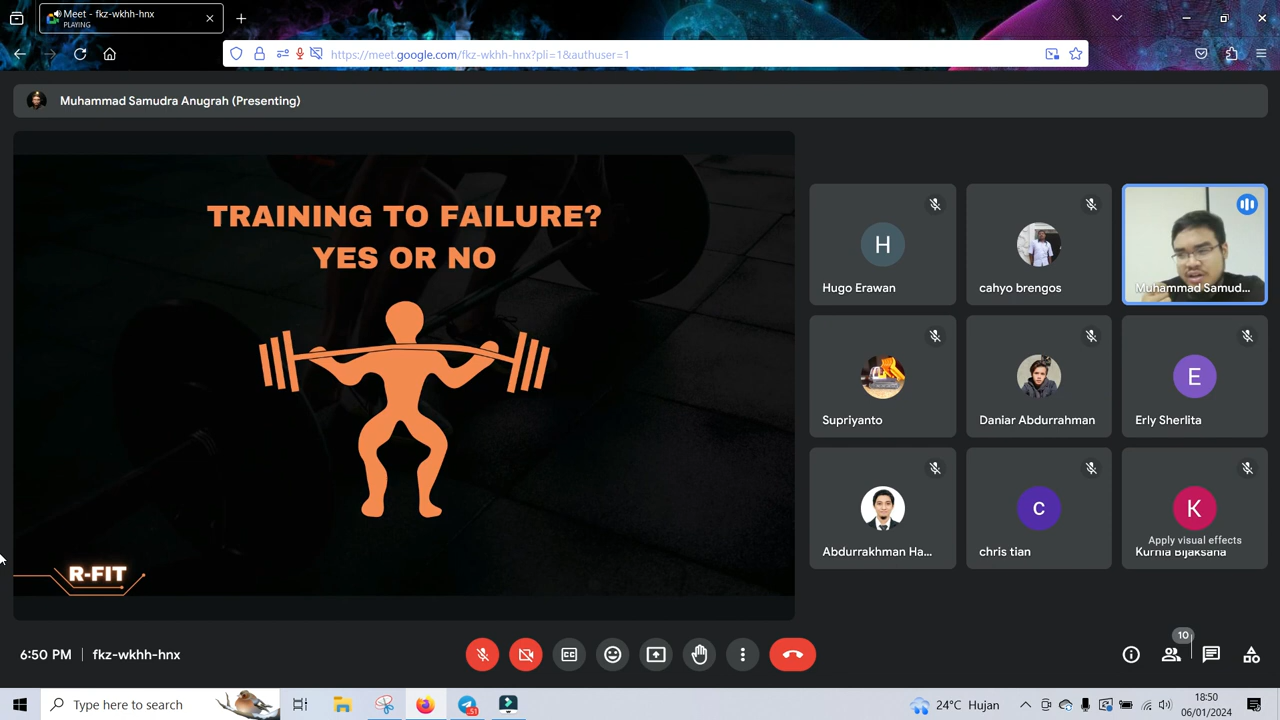 Meet - fkz-wkhh-hnx
PLAYING
https://meet.google.com/fkz-wkhh-hnx?pli=1&authuser=1
Muhammad Samudra Anugrah (Presenting)
TRAINING TO FAILURE?
YES OR NO
R-FIT
H
Hugo Erawan
cahyo brengos
Muhammad Samud...
Supriyanto
Daniar Abdurrahman
E
Erly Sherlita
Abdurrakhman Ha...
c
chris tian
K
Apply visual effects
Kurnia Bijaksana
6:50 PM
fkz-wkhh-hnx
10
Type here to search
51
24°C Hujan
18:50
06/01/2024